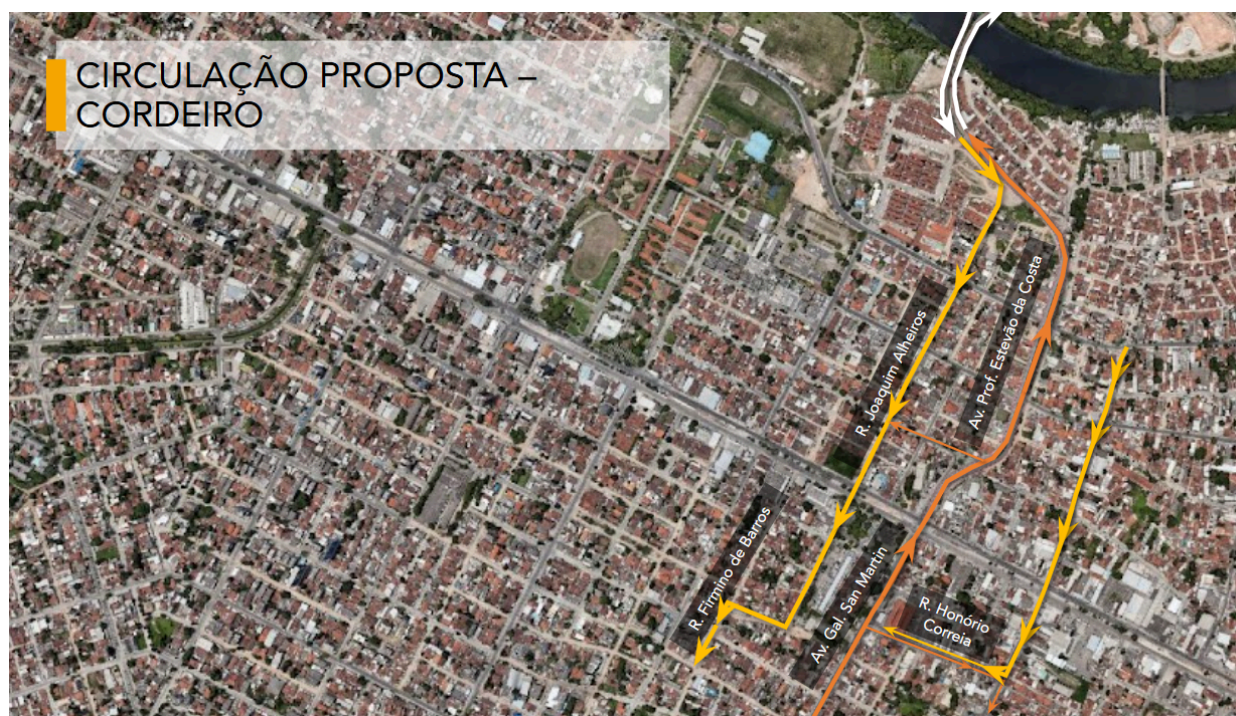 CIRCULAÇÃO PROPOSTA –
CORDEIRO
R. Joaquim Alheiros
Av. Prof. Estevão da Costa
R. Firmino de Barros
Av. Gal. San Martin
R. Honório
Correia